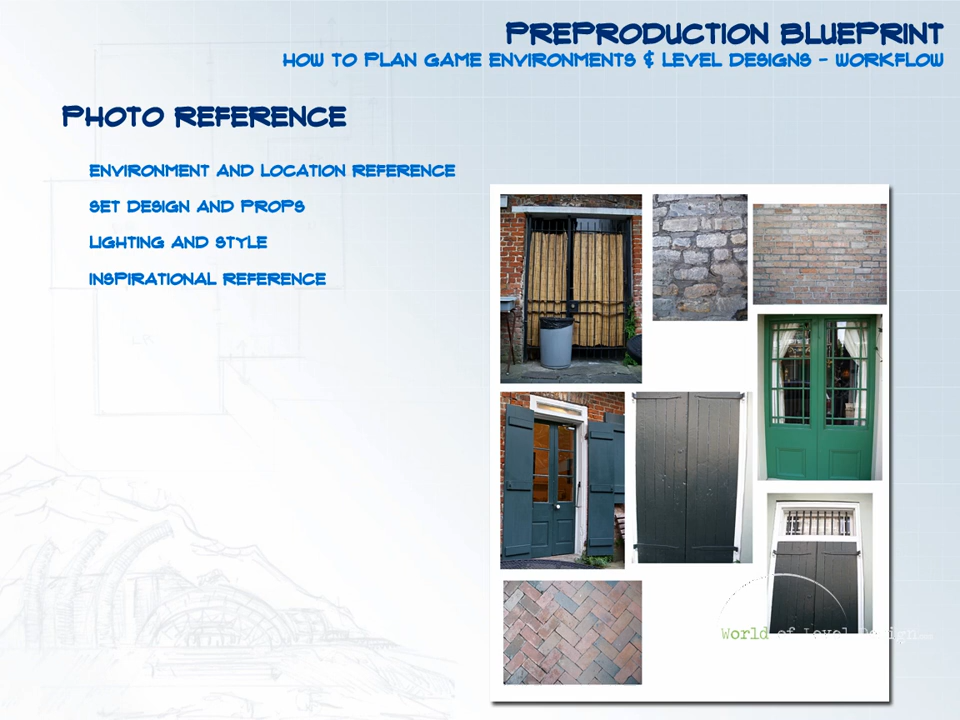 PREPRODUCTION BLUEPRINT
HOW TO PLAN GAME ENVIRONMENTS & LEVEL DESIGNS - WORKFLOW
PHOTO REFERENCE
ENVIRONMENT AND LOCATION REFERENCE
SET DESIGN AND PROPS
LIGHTING AND STYLE
INSPIRATIONAL REFERENCE
LR
World of Level Design